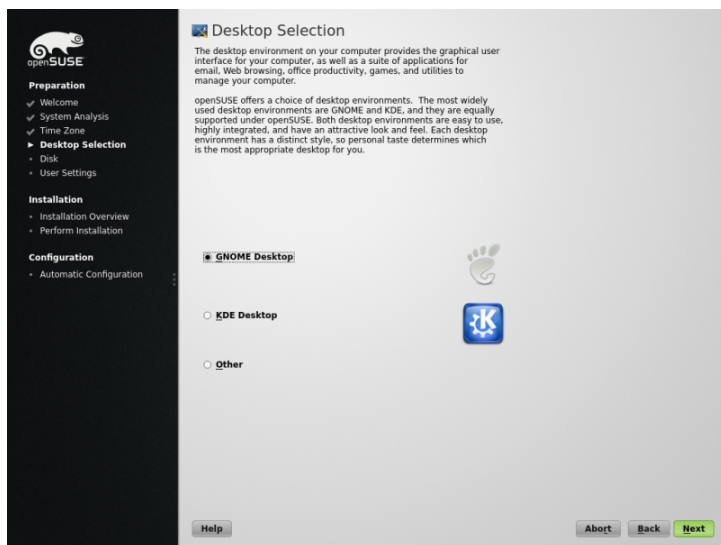 openSUSE
Preparation
Welcome
System Analysis
Time Zone
Desktop Selection
Disk
User Settings
Installation
Installation Overview
Perform Installation
Configuration
Automatic Configuration
Desktop Selection
The desktop environment on your computer provides the graphical user
interface for your computer, as well as a suite of applications for
email, Web browsing, office productivity, games, and utilities to
manage your computer.
openSUSE offers a choice of desktop environments. The most widely
used desktop environments are GNOME and KDE, and they are equally
supported under openSUSE. Both desktop environments are easy to use,
highly integrated, and have an attractive look and feel. Each desktop
environment has a distinct style, so personal taste determines which
is the most appropriate desktop for you.
GNOME Desktop
KDE Desktop
K
Other
Help
Abort
Back
Next